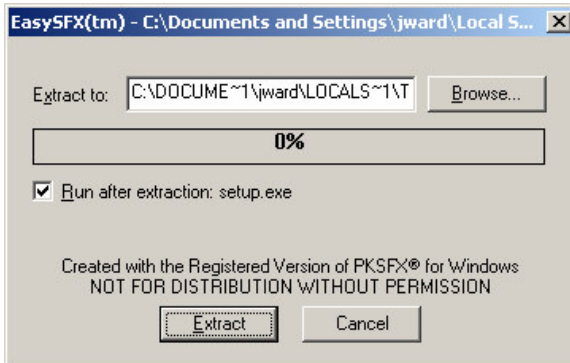 EasySFX(tm) - C:\Documents and Settings\jward\Local S...
Extract to: C:\DOCUME~1\jward\LOCALS~1\T Browse...
0%
Run after extraction: setup.exe
Created with the Registered Version of PKSFX® for Windows
NOT FOR DISTRIBUTION WITHOUT PERMISSION
Extract Cancel